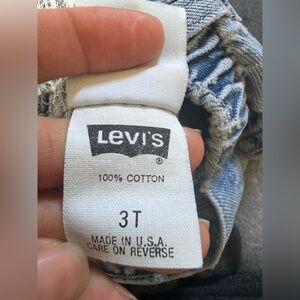 LEVI'S ®
100% COTTON
3T
MADE IN U.S.A.
CARE ON REVERSE